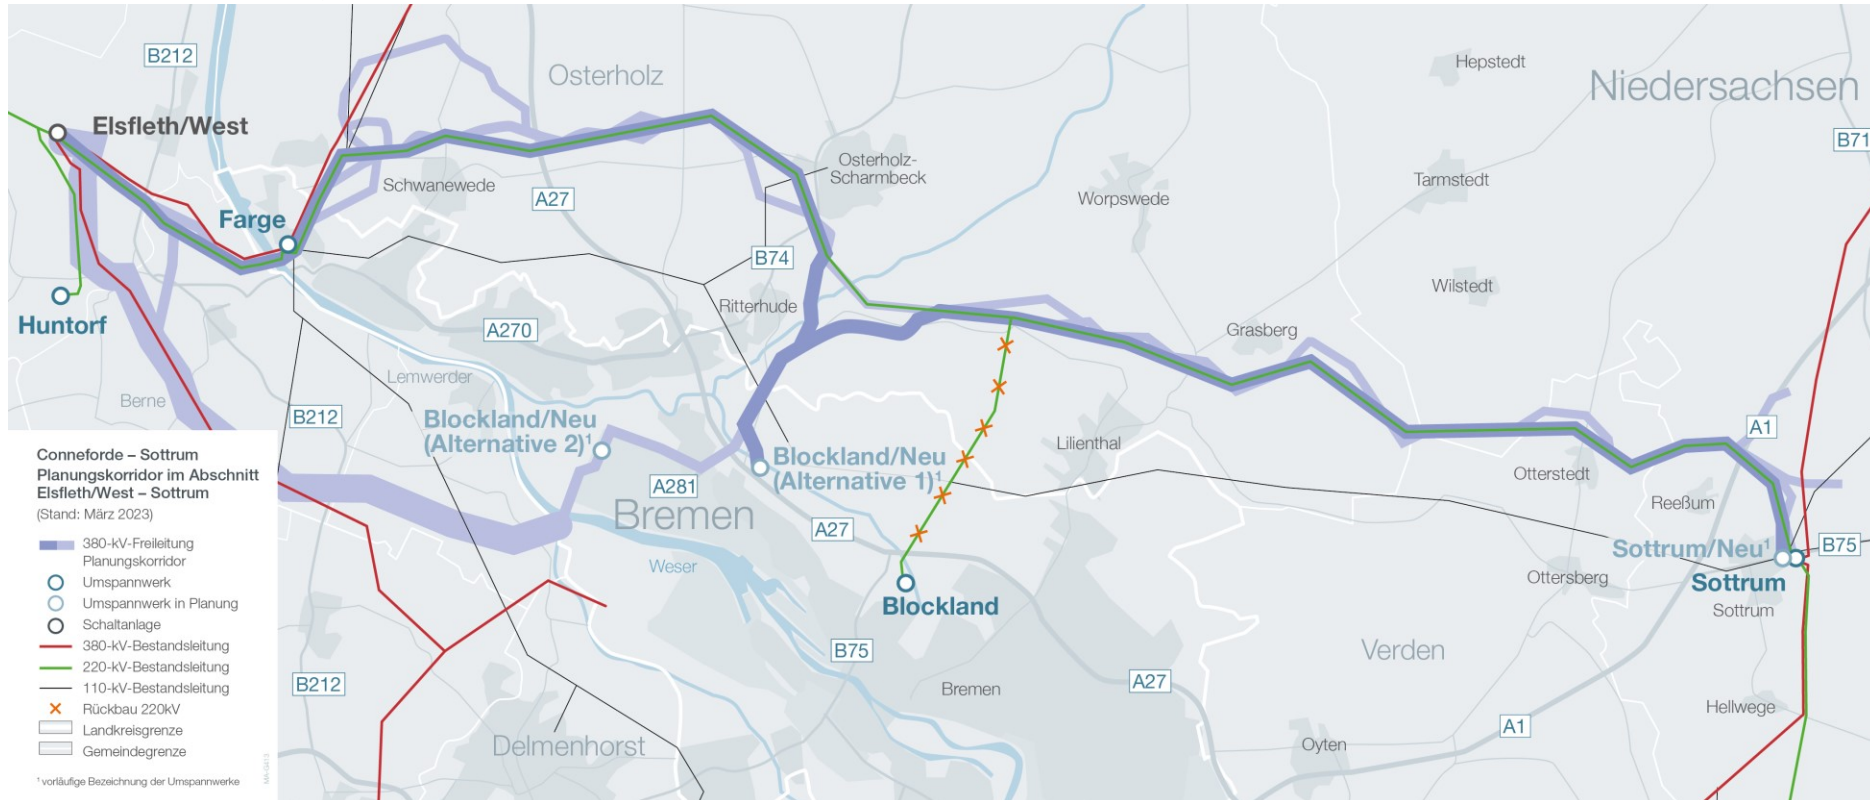 B212
Osterholz
Hepstedt
Niedersachsen
Elsfleth/West
B71
Osterholz-
Scharmbeck
Schwanewede
A27
Tarmstedt
Worpswede
Farge
B74
Wilstedt
Huntorf
Ritterhude
A270
Grasberg
Lemwerder
Berne
B212
Blockland/Neu
(Alternative 2)¹
A1
Lilienthal
Blockland/Neu
(Alternative 1)¹
Otterstedt
A281
Reeßum
Bremen
A27
Sottrum/Neu¹
B75
Weser
Ottersberg
Sottrum
Blockland
Sottrum
B75
Verden
B212
A27
Bremen
Hellwege
A1
Delmenhorst
Oyten
Conneforde – Sottrum
Planungskorridor im Abschnitt
Elsfleth/West – Sottrum
(Stand: März 2023)
380-kV-Freileitung
Planungskorridor
Umspannwerk
Umspannwerk in Planung
Schaltanlage
380-kV-Bestandsleitung
220-kV-Bestandsleitung
110-kV-Bestandsleitung
Rückbau 220kV
Landkreisgrenze
Gemeindegrenze
¹ vorläufige Bezeichnung der Umspannwerke